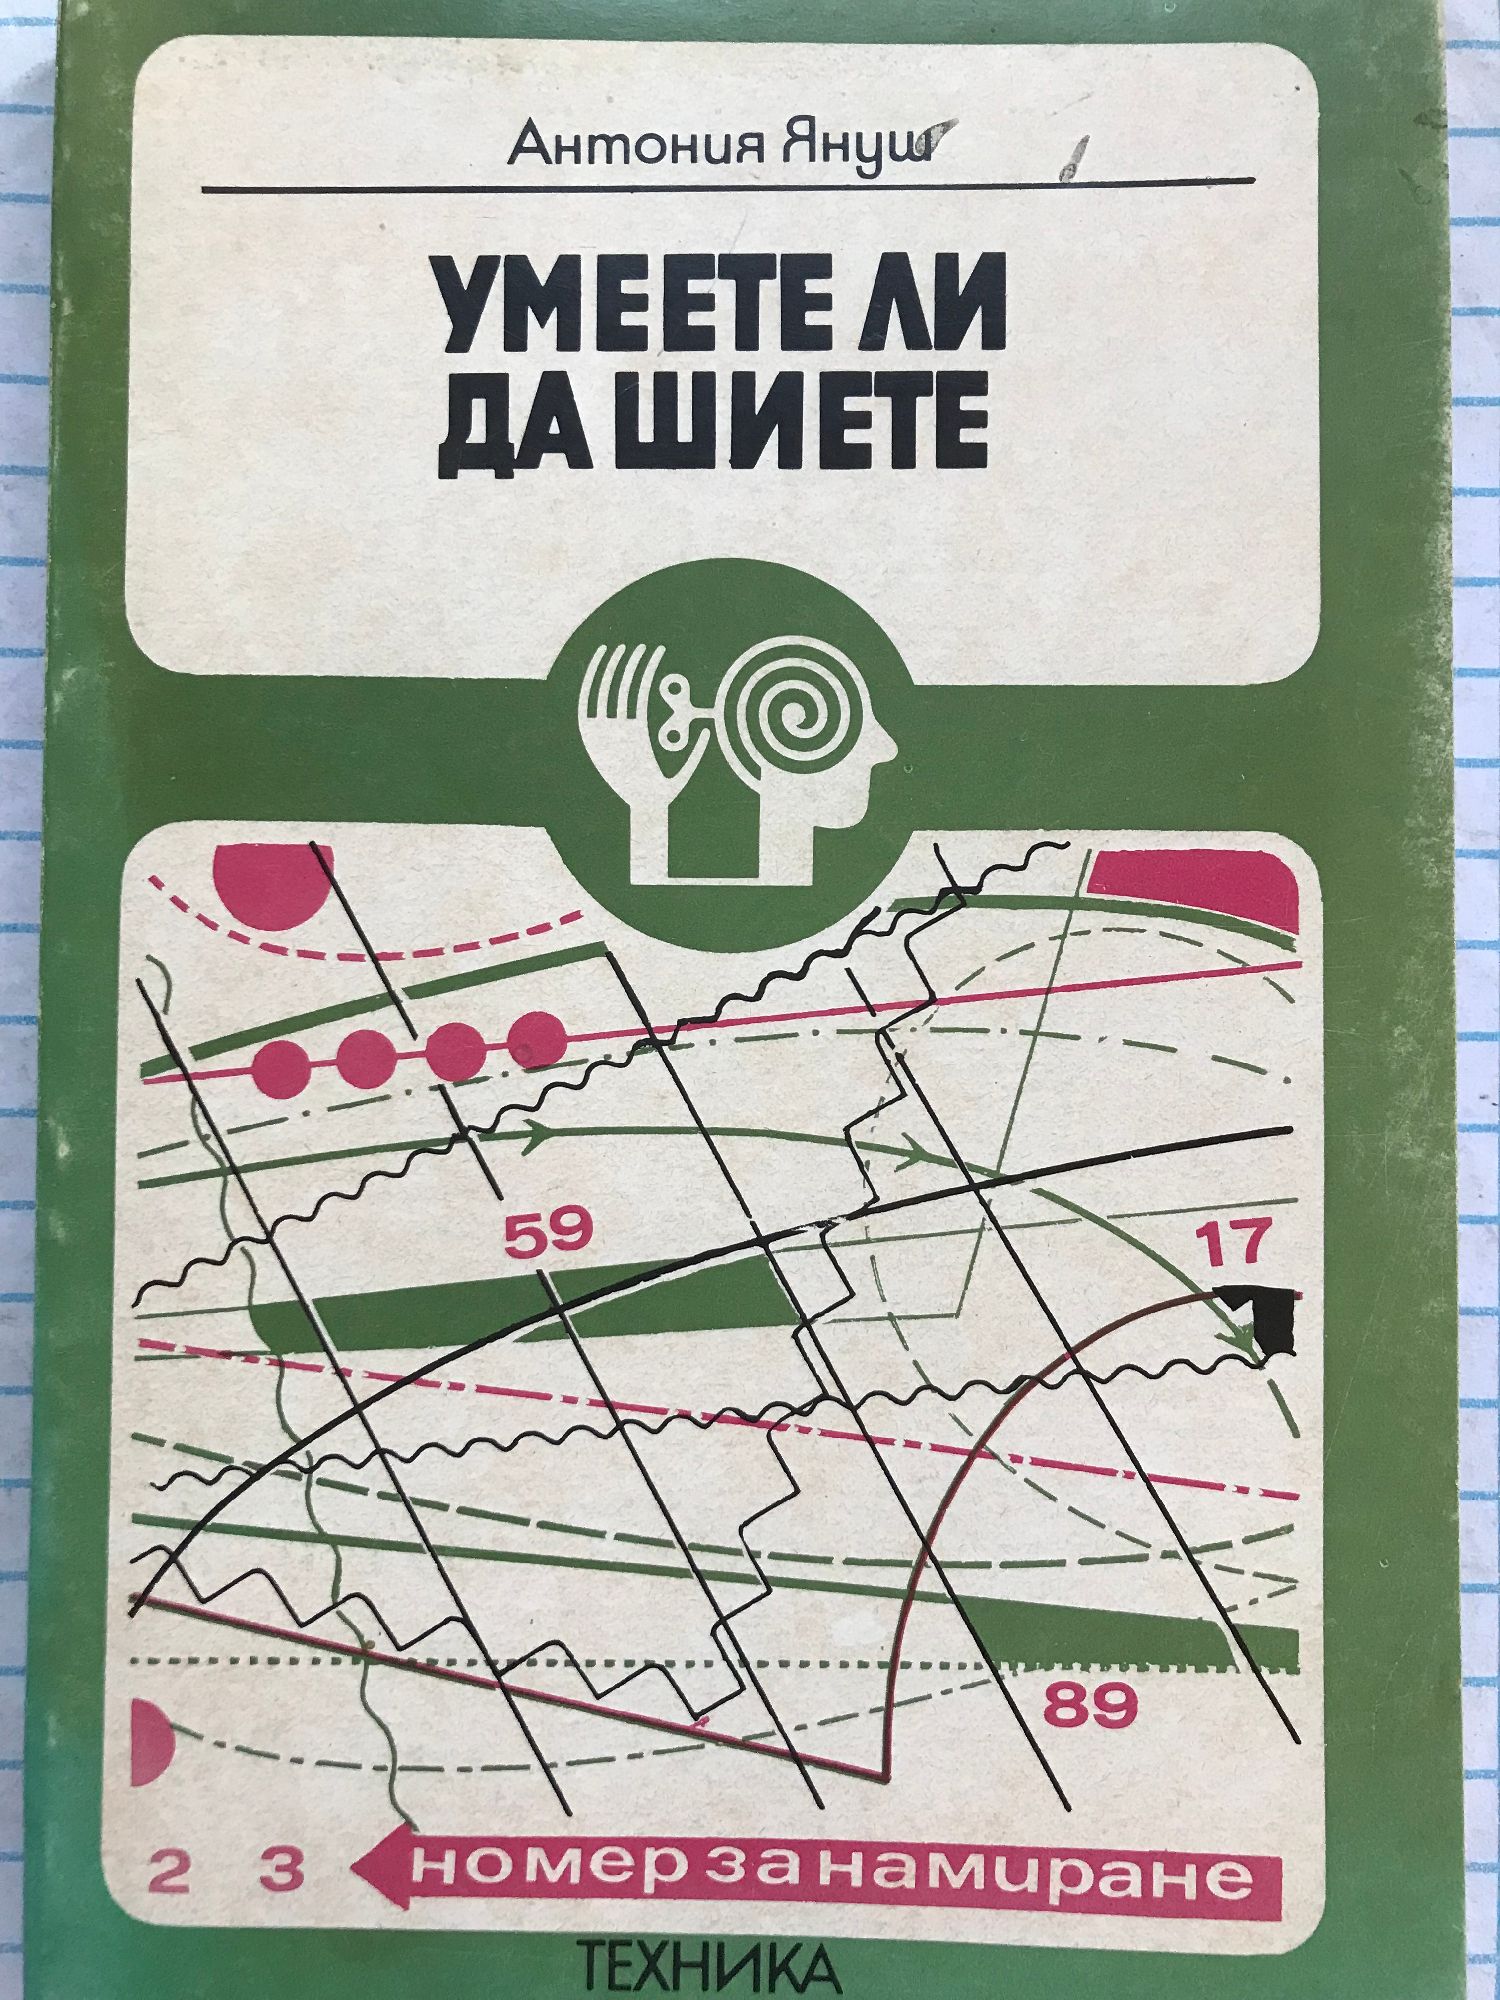 Антония Януш
УМЕЕТЕ ЛИ
ДА ШИЕТЕ
59
17
89
2 3 номер за намиране
ТЕХНИКА